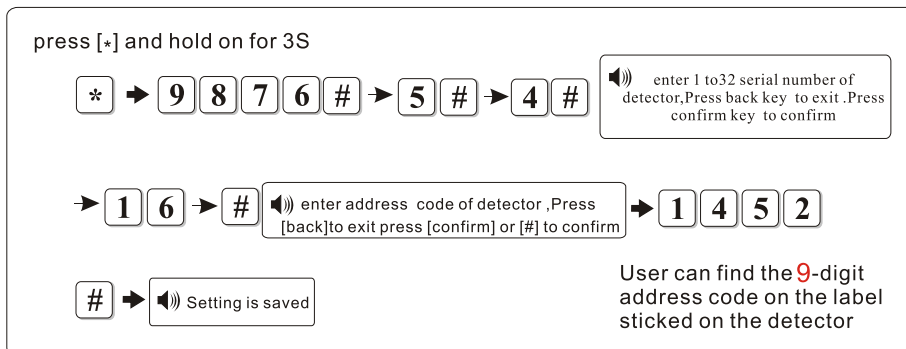 press [*] and hold on for 3S
* 9 8 7 6 # 5 # 4 #
enter 1 to32 serial number of
detector,Press back key to exit .Press
confirm key to confirm
1 6 # enter address code of detector ,Press
[back]to exit press [confirm] or [#] to confirm
1 4 5 2
# Setting is saved
User can find the 9-digit
address code on the label
sticked on the detector